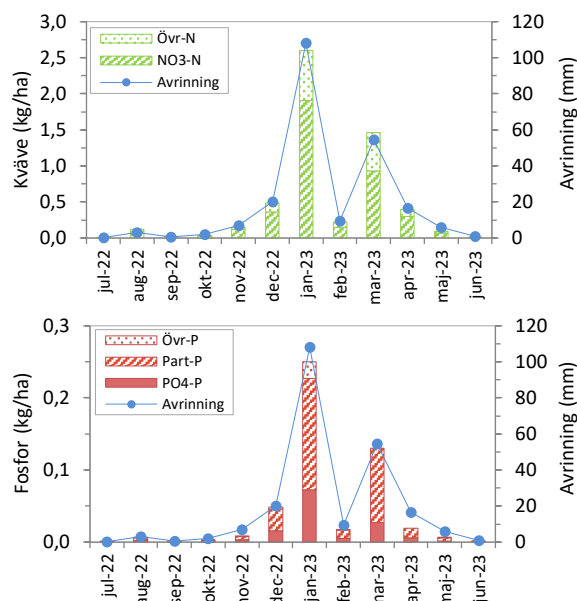 3,0
2,5
2,0
1,5
1,0
0,5
0,0
Kväve (kg/ha)
Övr-N
NO3-N
Avrinning
120
100
80
60
40
20
0
Avrinning (mm)
jul-22
aug-22
sep-22
okt-22
nov-22
dec-22
jan-23
feb-23
mar-23
apr-23
maj-23
jun-23
0,3
0,2
0,1
0,0
Fosfor (kg/ha)
Övr-P
Part-P
PO4-P
Avrinning
120
100
80
60
40
20
0
Avrinning (mm)
jul-22
aug-22
sep-22
okt-22
nov-22
dec-22
jan-23
feb-23
mar-23
apr-23
maj-23
jun-23